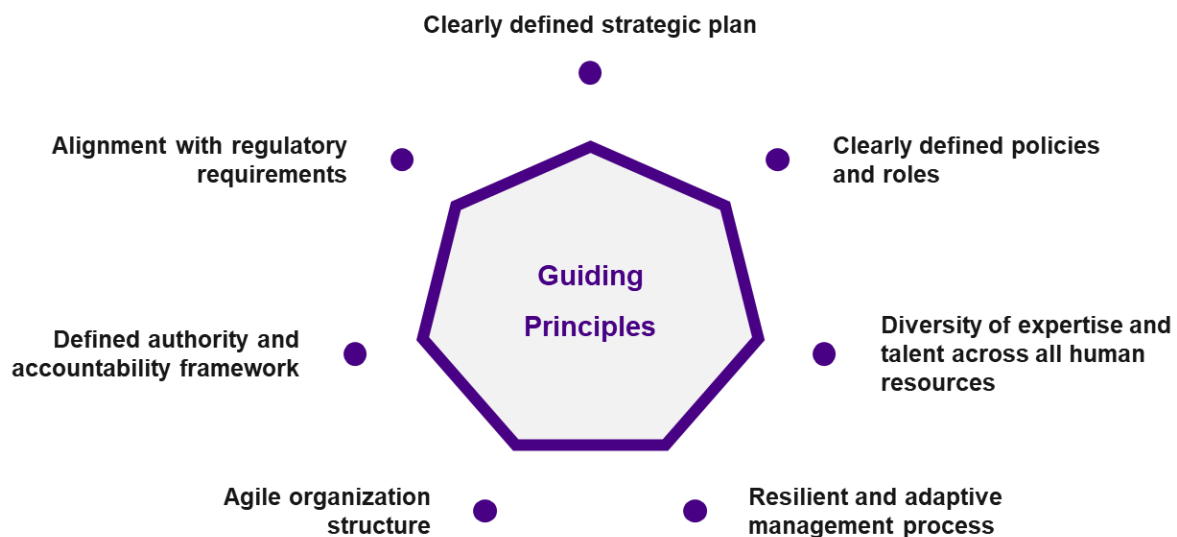 Clearly defined strategic plan
Alignment with regulatory
requirements
Clearly defined policies
and roles
Guiding
Principles
Defined authority and
accountability framework
Diversity of expertise and
talent across all human
resources
Agile organization
structure
Resilient and adaptive
management process